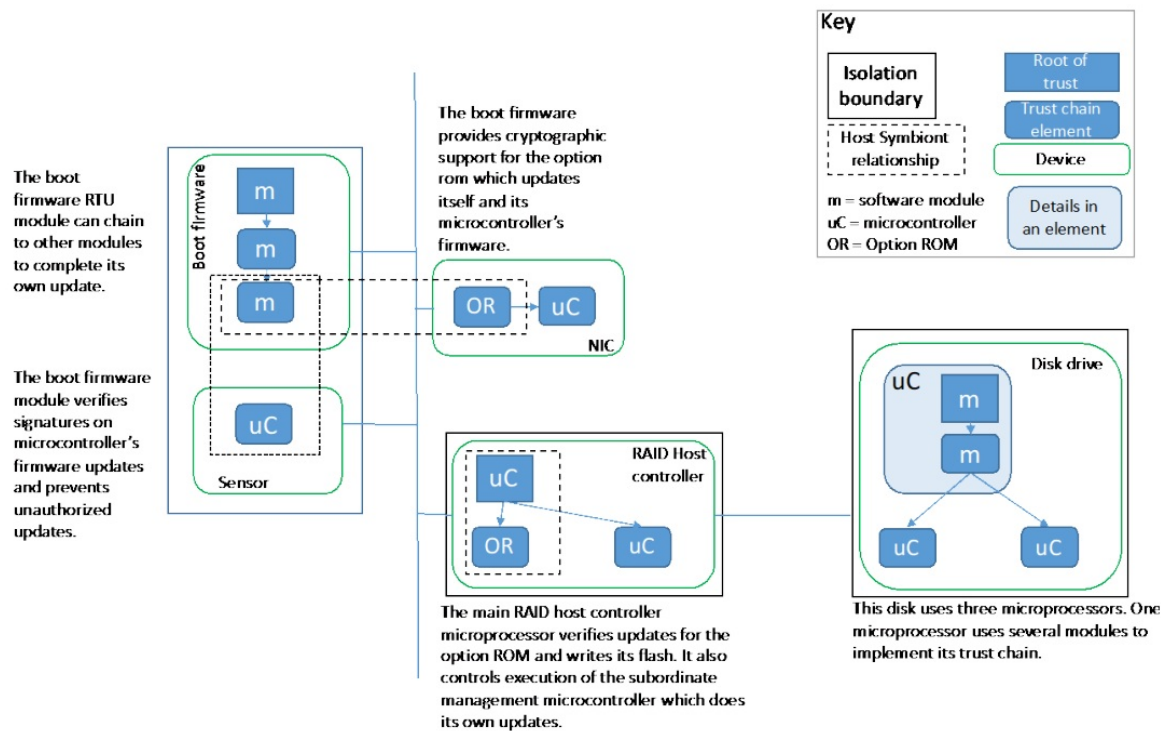 The boot
firmware RTU
module can chain
to other modules
to complete its
own update.
The boot firmware
module verifies
signatures on
microcontroller's
firmware updates
and prevents
unauthorized
updates.
Boot firmware
m
m
m
uC
Sensor
The boot firmware
provides cryptographic
support for the option
rom which updates
itself and its
microcontroller's
firmware.
OR
uC
NIC
RAID Host
controller
uC
OR
uC
The main RAID host controller
microprocessor verifies updates for the
option ROM and writes its flash. It also
controls execution of the subordinate
management microcontroller which does
its own updates.
Key
Isolation
boundary
Root of
trust
Trust chain
element
Host Symbiont
relationship
Device
m = software module
uC = microcontroller
OR = Option ROM
Details in
an element
Disk drive
uC
m
m
uC
uC
This disk uses three microprocessors. One
microprocessor uses several modules to
implement its trust chain.